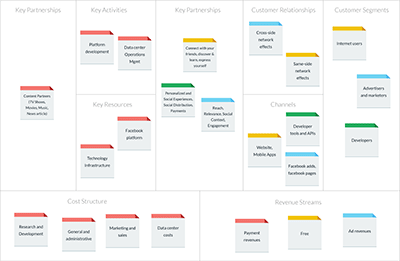 Key Partnerships
Content Partners
(TV Movies,
Movies, Music,
News article)
Key Activities
Platform
development
Data center
Operations
Mgmt
Key Resources
Facebook
platform
Technology
infrastructure
Key Partnerships
Connect with your
friends, discover &
learn, express
yourself
Personalized and
Social Experiences,
Social Distribution,
Payments
Reach,
Relevance, Social
Context,
Engagement
Customer Relationships
Cross-side
network
effects
Same-side
network
effects
Channels
Developer
tools and APIs
Website,
Mobile Apps
Facebook adds,
facebook pages
Customer Segments
Internet users
Advertisers
and marketers
Developers
Cost Structure
Research and
Development
General and
administrative
Marketing and
sales
Data center
costs
Revenue Streams
Payment
revenues
Free
Ad revenues